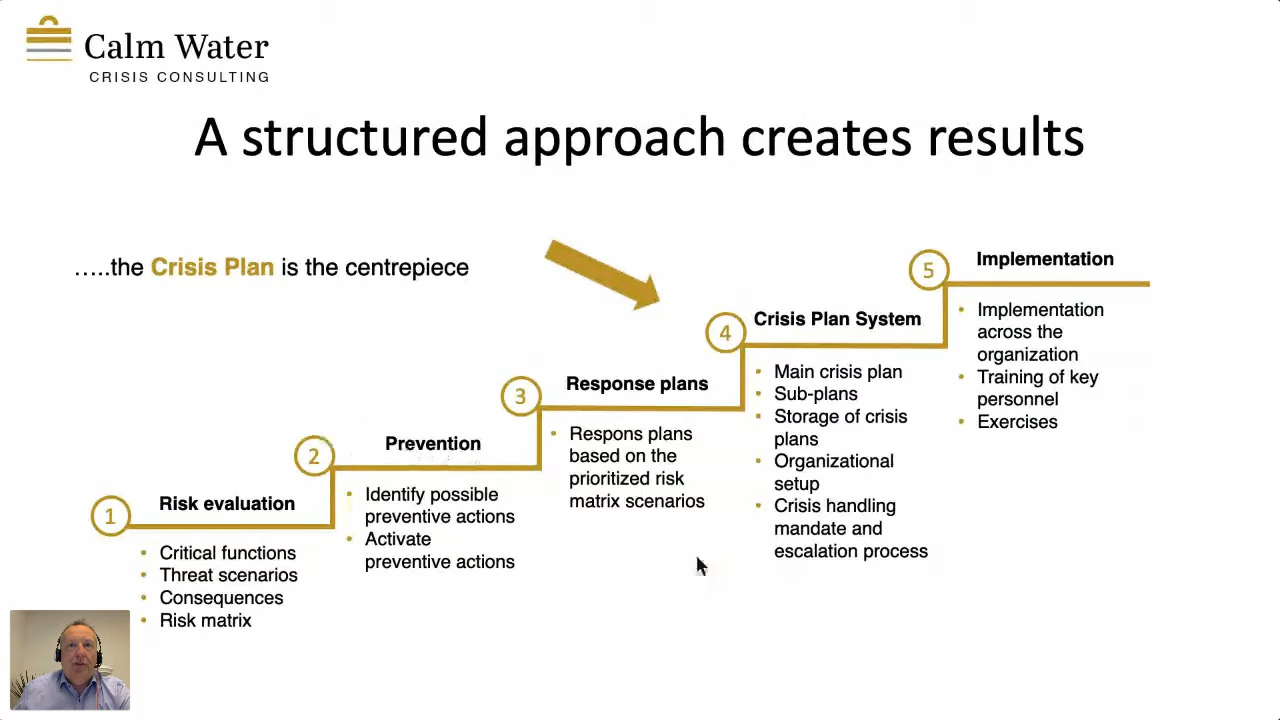 Calm Water
CRISIS CONSULTING
A structured approach creates results
…..the Crisis Plan is the centrepiece
1
Risk evaluation
• Critical functions
• Threat scenarios
• Consequences
• Risk matrix
2
Prevention
• Identify possible
preventive actions
• Activate
preventive actions
3
Response plans
• Respons plans
based on the
prioritized risk
matrix scenarios
4
Crisis Plan System
• Main crisis plan
• Sub-plans
• Storage of crisis
plans
• Organizational
setup
• Crisis handling
mandate and
escalation process
5
Implementation
• Implementation
across the
organization
• Training of key
personnel
• Exercises